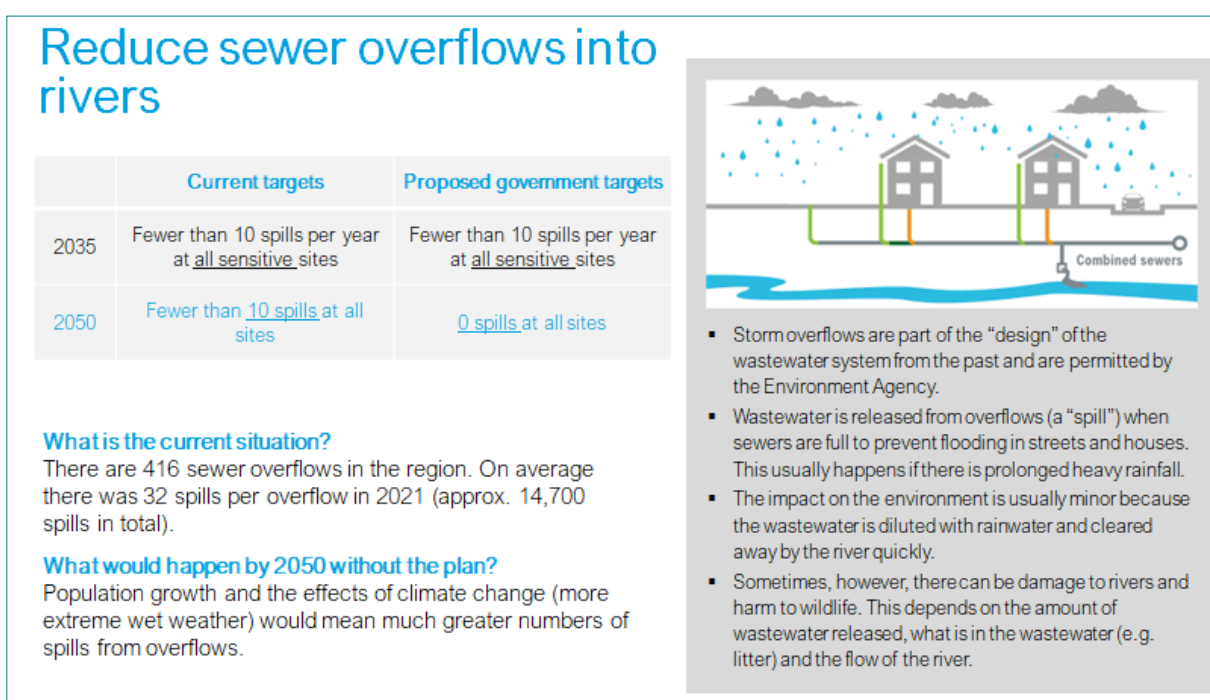 Reduce sewer overflows into
rivers
Current targets
Proposed government targets
2035
Fewer than 10 spills per year
at all sensitive sites
Fewer than 10 spills per year
at all sensitive sites
2050
Fewer than 10 spills at all
sites
0 spills at all sites
What is the current situation?
There are 416 sewer overflows in the region. On average
there was 32 spills per overflow in 2021 (approx. 14,700
spills in total).
What would happen by 2050 without the plan?
Population growth and the effects of climate change (more
extreme wet weather) would mean much greater numbers of
spills from overflows.
Combined sewers
▪ Storm overflows are part of the “design” of the
wastewater system from the past and are permitted by
the Environment Agency.
▪ Wastewater is released from overflows (a “spill”) when
sewers are full to prevent flooding in streets and houses.
This usually happens if there is prolonged heavy rainfall.
▪ The impact on the environment is usually minor because
the wastewater is diluted with rainwater and cleared
away by the river quickly.
▪ Sometimes, however, there can be damage to rivers and
harm to wildlife. This depends on the amount of
wastewater released, what is in the wastewater (e.g.
litter) and the flow of the river.